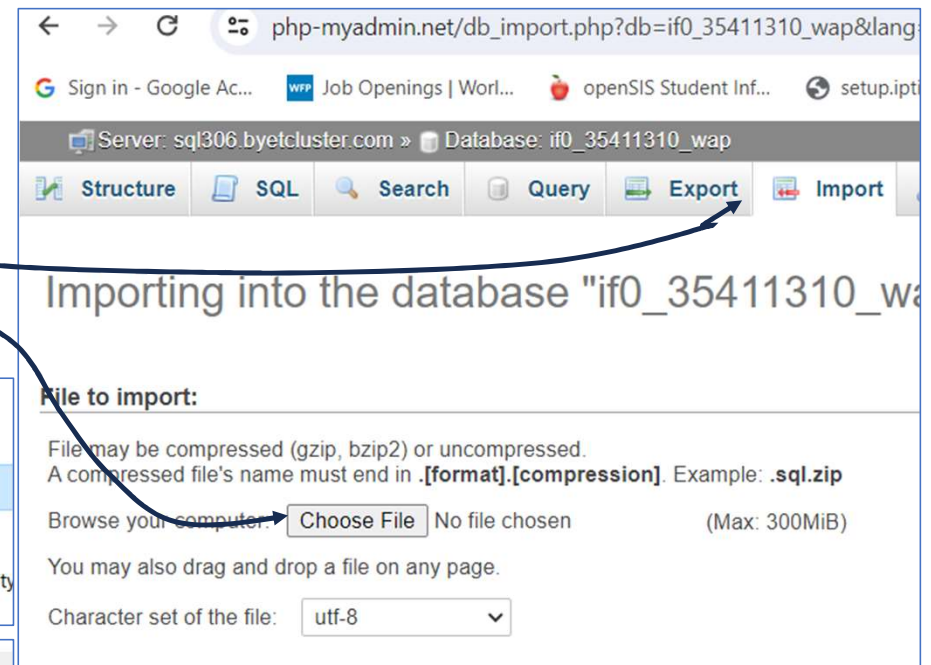 php-myadmin.net/db_import.php?db=if0_35411310_wap&lang=
G Sign in - Google Ac... WFP Job Openings | Worl... openSIS Student Inf... setup.ipti
Server: sql306.byetcluster.com » Database: if0_35411310_wap
Structure SQL Search Query Export Import
Importing into the database "if0_35411310_wa
File to import:
File may be compressed (gzip, bzip2) or uncompressed.
A compressed file's name must end in .[format].[compression]. Example: .sql.zip
Browse your computer: Choose File No file chosen (Max: 300MiB)
ty You may also drag and drop a file on any page.
Character set of the file: utf-8